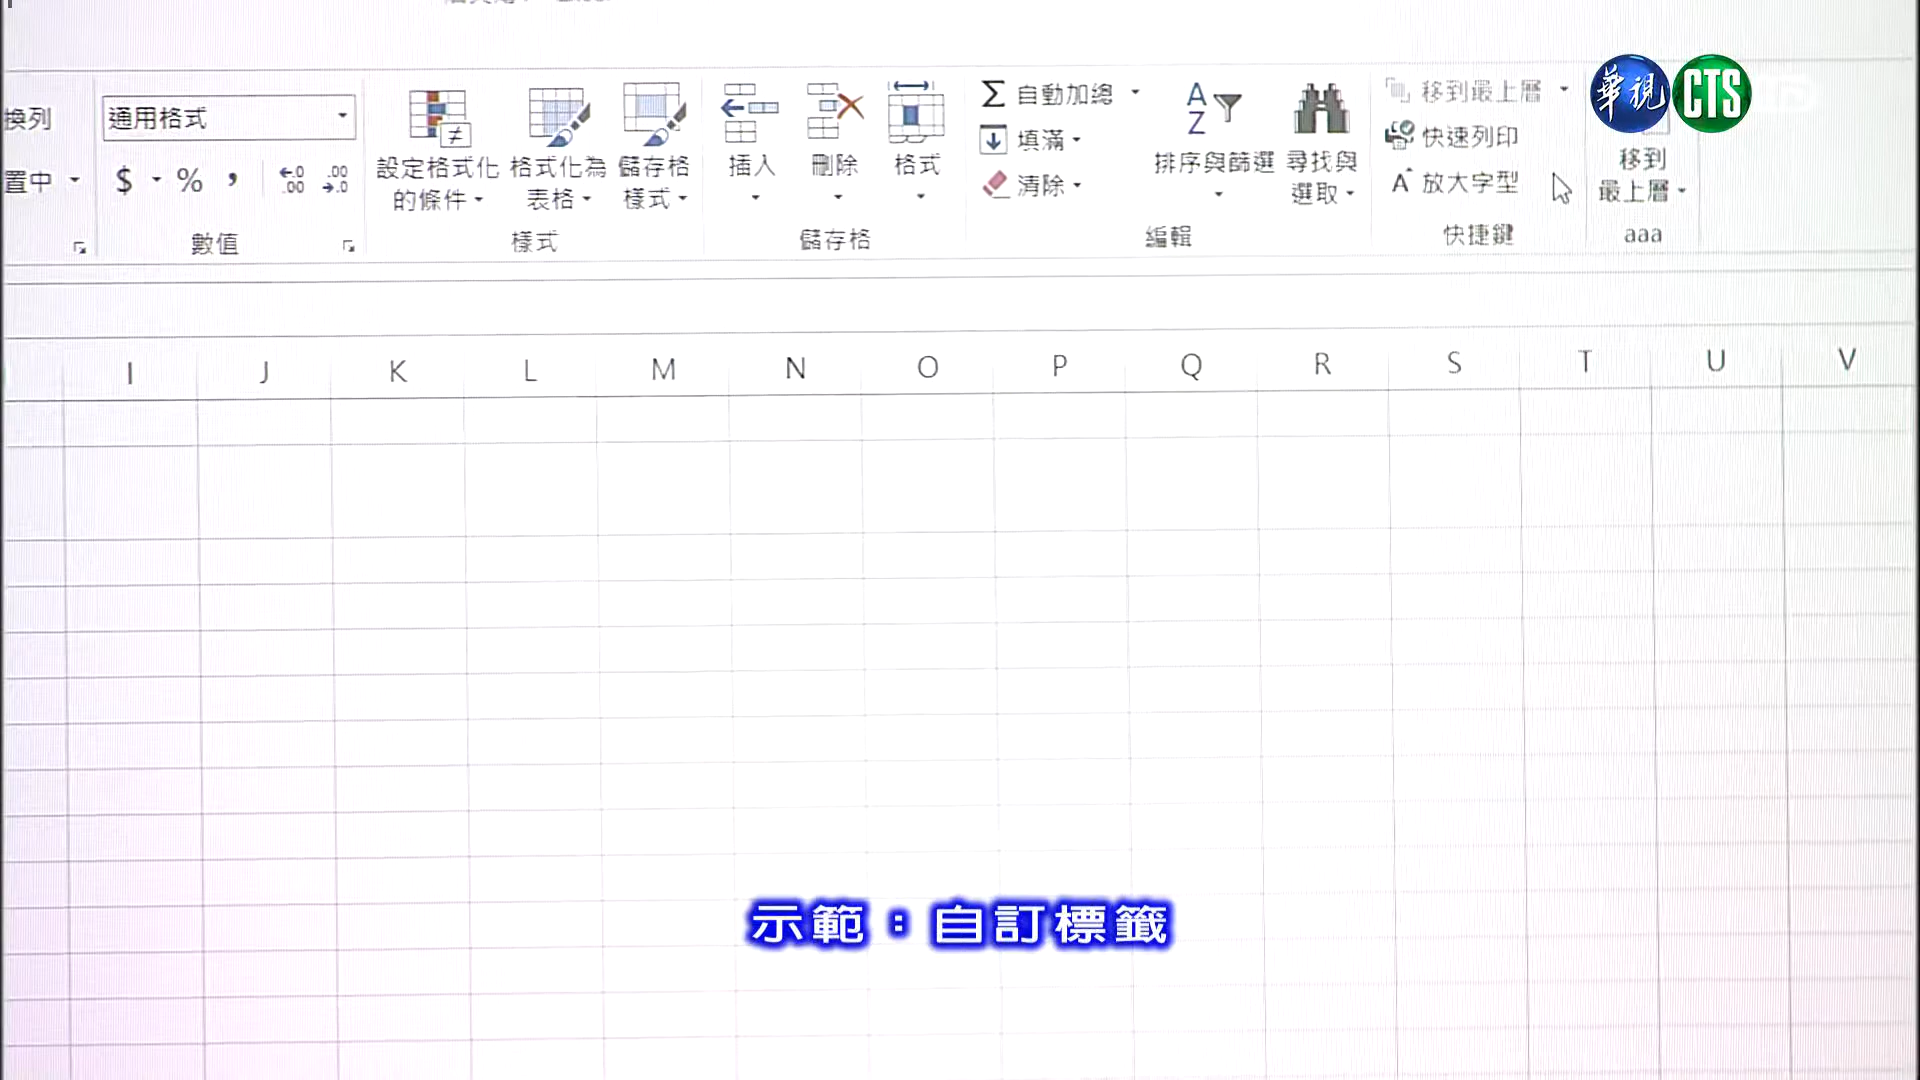 換列
通用格式
置中
$ % ,
←.0 .00
.00 →.0
數值
設定格式化
的條件
格式化為
表格
儲存格
樣式
樣式
插入
刪除
格式
儲存格
Σ 自動加總
填滿
清除
A
Z
排序與篩選
尋找與
選取
編輯
移到最上層
快速列印
A 放大字型
快捷鍵
移到
最上層
aaa
華視 CTS
I J K L M N O P Q R S T U V
示範：自訂標籤